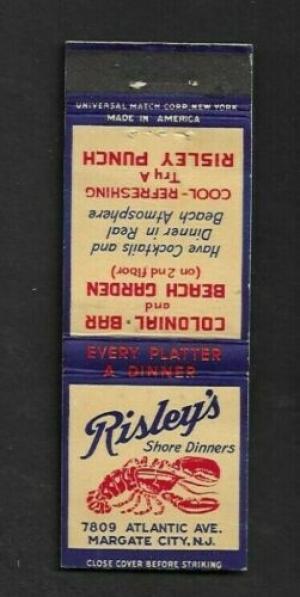 UNIVERSAL MATCH CORP. NEW YORK
MADE IN AMERICA
COLONIAL · BAR
and
BEACH GARDEN
(on 2nd floor)
Have Cocktails and
Dinner in Real
Beach Atmosphere
COOL - REFRESHING
Try A
RISLEY PUNCH
EVERY PLATTER
A DINNER
Risley's
Shore Dinners
7809 ATLANTIC AVE.
MARGATE CITY, N.J.
CLOSE COVER BEFORE STRIKING